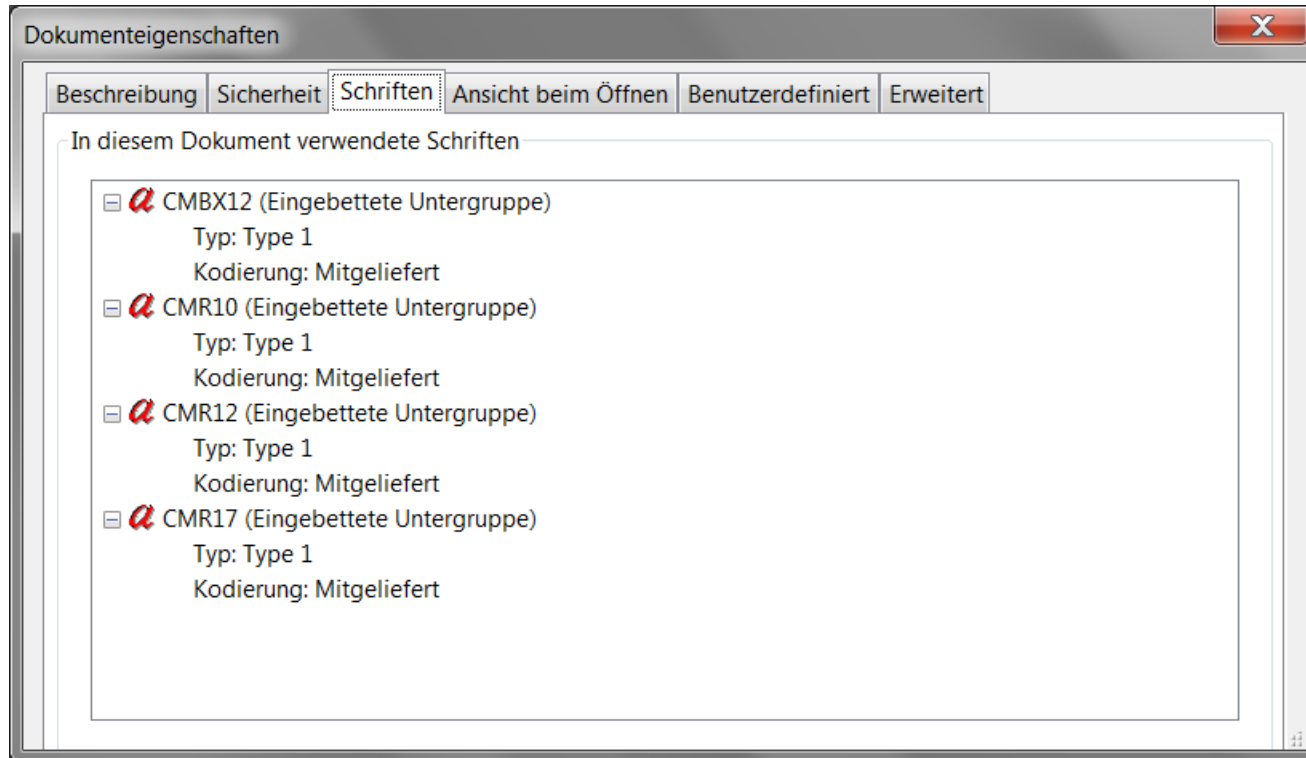 Dokumenteigenschaften
Beschreibung Sicherheit Schriften Ansicht beim Öffnen Benutzerdefiniert Erweitert
In diesem Dokument verwendete Schriften
CMBX12 (Eingebettete Untergruppe)
Typ: Type 1
Kodierung: Mitgeliefert
CMR10 (Eingebettete Untergruppe)
Typ: Type 1
Kodierung: Mitgeliefert
CMR12 (Eingebettete Untergruppe)
Typ: Type 1
Kodierung: Mitgeliefert
CMR17 (Eingebettete Untergruppe)
Typ: Type 1
Kodierung: Mitgeliefert